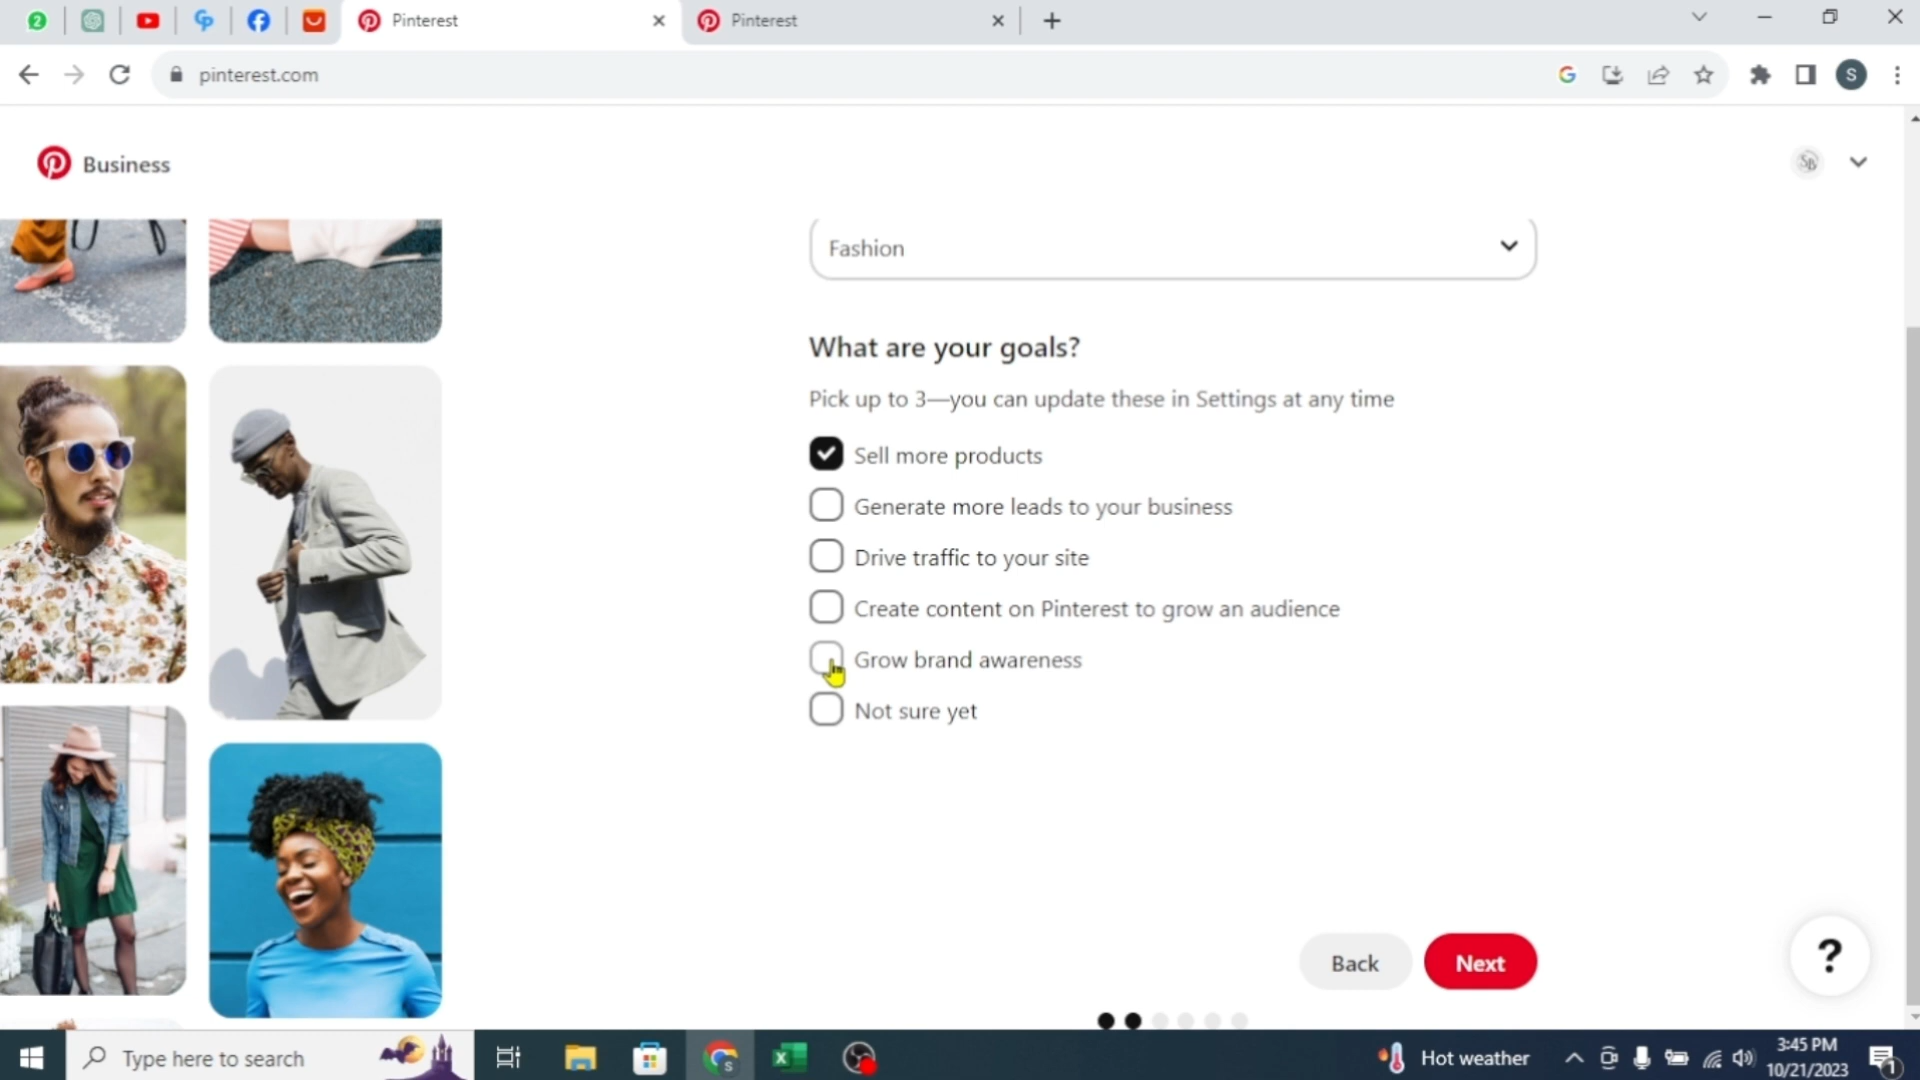 2
Pinterest
Pinterest
pinterest.com
S
Business
SB
Fashion
What are your goals?
Pick up to 3—you can update these in Settings at any time
Sell more products
Generate more leads to your business
Drive traffic to your site
Create content on Pinterest to grow an audience
Grow brand awareness
Not sure yet
Back
Next
?
Type here to search
Hot weather
3:45 PM
10/21/2023
1